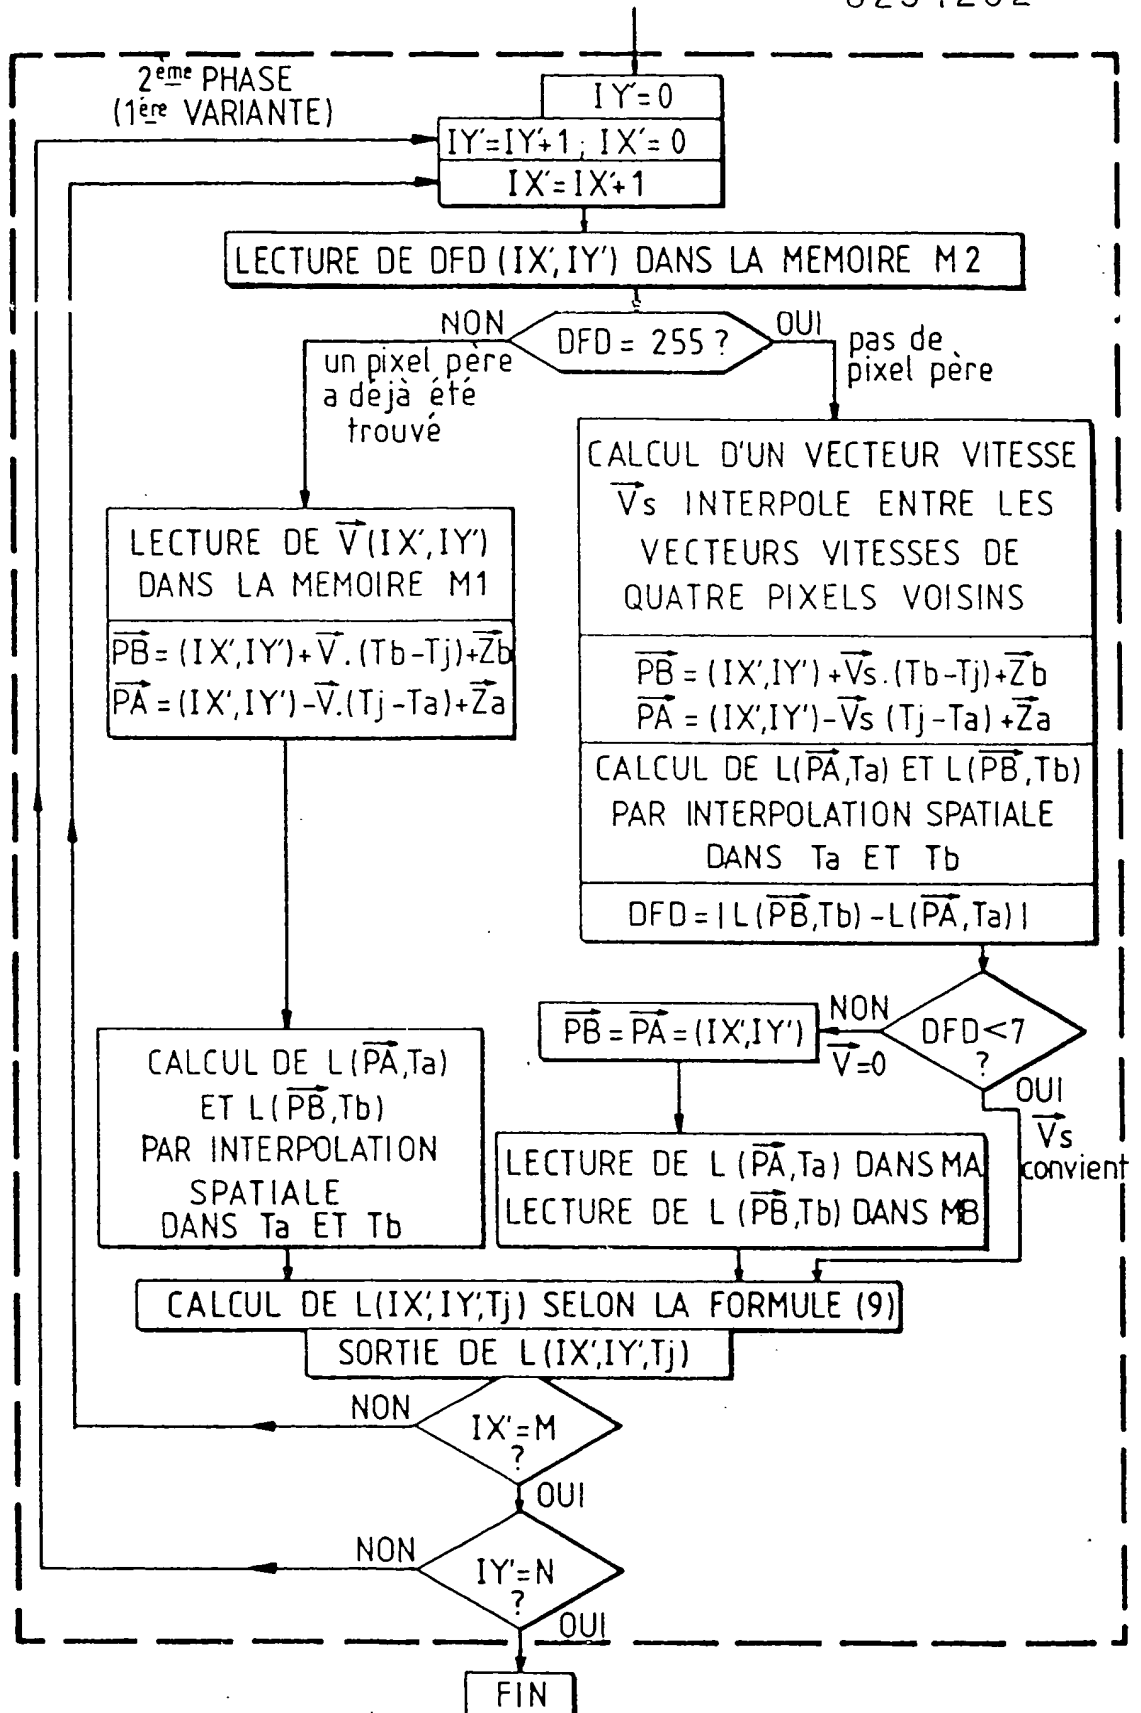 2ème PHASE
(1ère VARIANTE)
IY'=0
IY'=IY'+1; IX'=0
IX'=IX'+1
LECTURE DE DFD (IX',IY') DANS LA MEMOIRE M2
NON
DFD = 255 ?
OUI
un pixel père
a déjà été
trouvé
pas de
pixel père
LECTURE DE V⃗(IX',IY')
DANS LA MEMOIRE M1
P⃗B⃗=(IX',IY')+V⃗.(Tb-Tj)+Z⃗b
P⃗A⃗=(IX',IY')-V⃗.(Tj-Ta)+Z⃗a
CALCUL D'UN VECTEUR VITESSE
V⃗s INTERPOLE ENTRE LES
VECTEURS VITESSES DE
QUATRE PIXELS VOISINS
P⃗B⃗=(IX',IY')+V⃗s.(Tb-Tj)+Z⃗b
P⃗A⃗=(IX',IY')-V⃗s(Tj-Ta)+Z⃗a
CALCUL DE L(P⃗A⃗,Ta) ET L(P⃗B⃗,Tb)
PAR INTERPOLATION SPATIALE
DANS Ta ET Tb
DFD=|L(P⃗B⃗,Tb)-L(P⃗A⃗,Ta)|
DFD<7
?
NON
V⃗=0
P⃗B⃗=P⃗A⃗=(IX',IY')
OUI
V⃗s
convient
CALCUL DE L(P⃗A⃗,Ta)
ET L(P⃗B⃗,Tb)
PAR INTERPOLATION
SPATIALE
DANS Ta ET Tb
LECTURE DE L (P⃗A⃗,Ta) DANS MA
LECTURE DE L (P⃗B⃗,Tb) DANS MB
CALCUL DE L(IX',IY',Tj) SELON LA FORMULE (9)
SORTIE DE L(IX',IY',Tj)
NON
IX'=M
?
OUI
NON
IY'=N
?
OUI
FIN